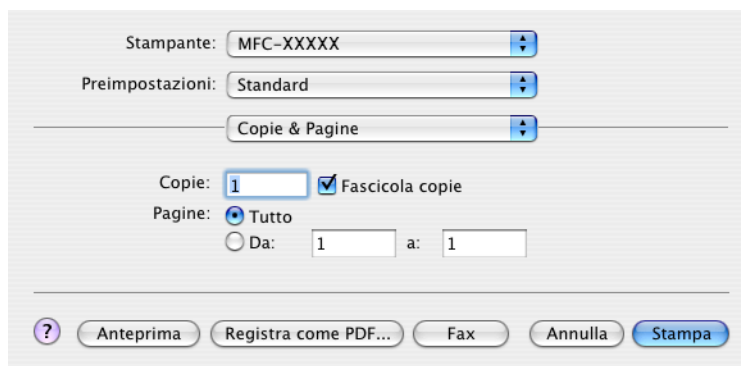 Stampante: MFC-XXXXX
Preimpostazioni: Standard
Copie & Pagine
Copie: 1 Fascicola copie
Pagine: Tutto
Da: 1 a: 1
? Anteprima Registra come PDF... Fax Annulla Stampa